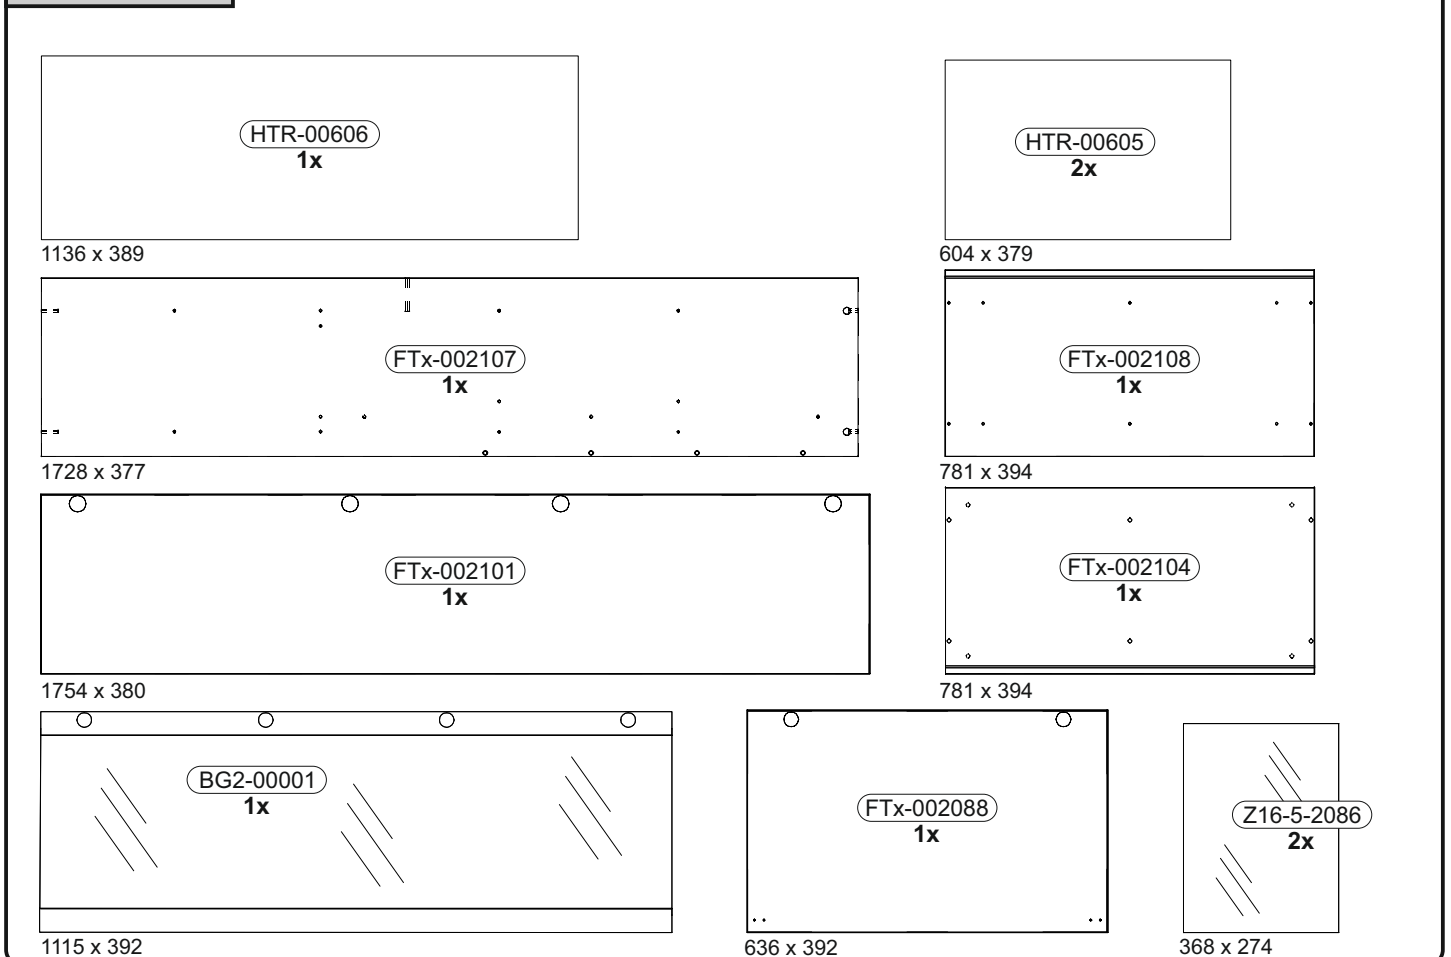 HTR-00606
1x
1136 x 389
HTR-00605
2x
604 x 379
FTx-002107
1x
1728 x 377
FTx-002108
1x
781 x 394
FTx-002101
1x
1754 x 380
FTx-002104
1x
781 x 394
BG2-00001
1x
1115 x 392
FTx-002088
1x
636 x 392
Z16-5-2086
2x
368 x 274